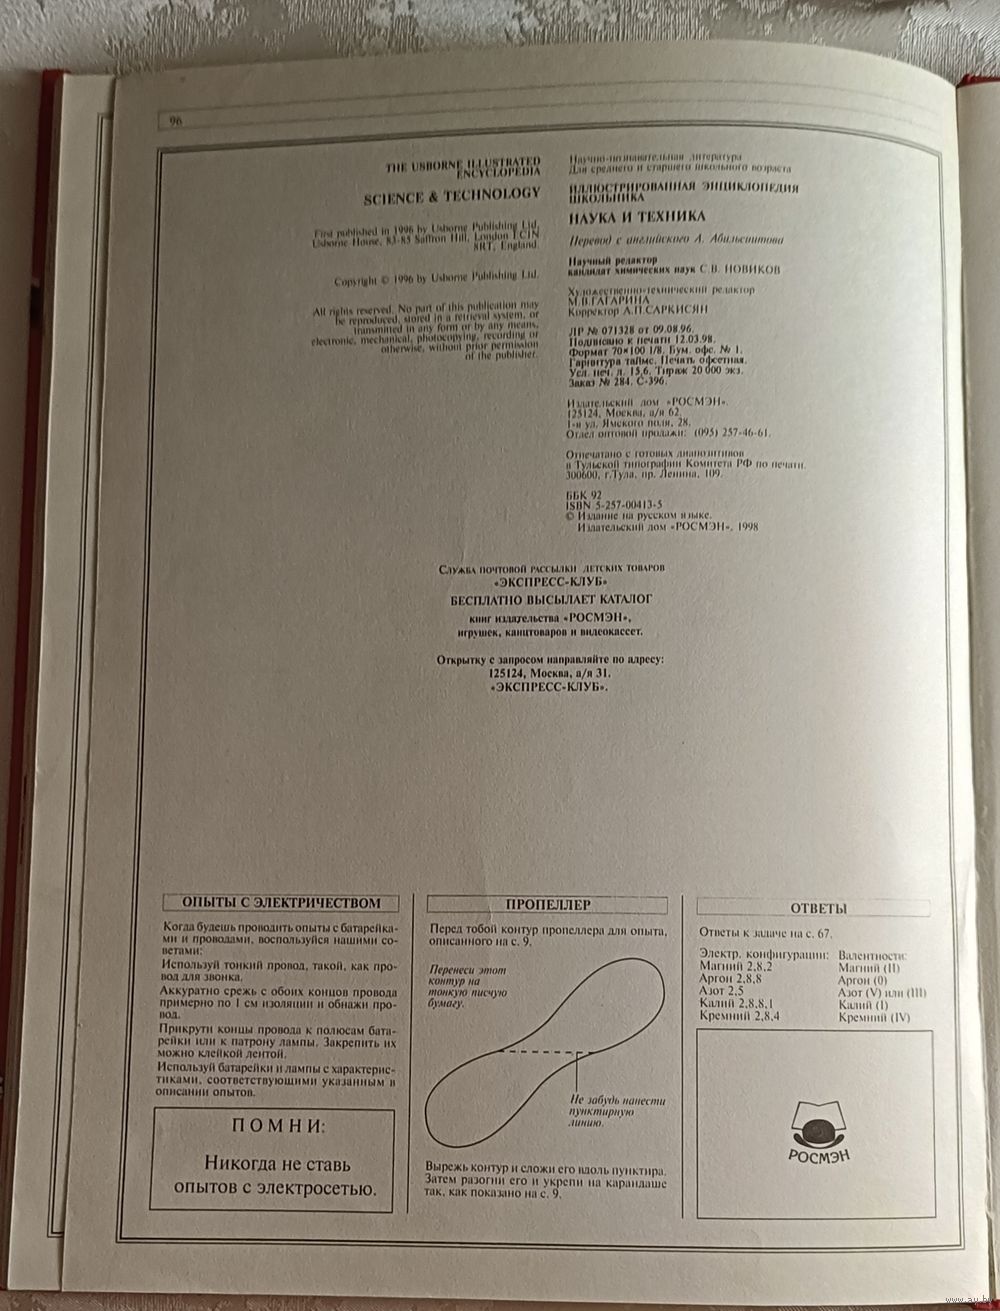 96
THE USBORNE ILLUSTRATED
ENCYCLOPEDIA
SCIENCE & TECHNOLOGY
First published in 1996 by Usborne Publishing Ltd,
Usborne House, 83-85 Saffron Hill, London EC1N
8RT, England.
Copyright © 1996 by Usborne Publishing Ltd.
All rights reserved. No part of this publication may
be reproduced, stored in a retrieval system, or
transmitted in any form or by any means,
electronic, mechanical, photocopying, recording or
otherwise, without prior permission
of the publisher.
Научно-познавательная литература
Для среднего и старшего школьного возраста
ИЛЛЮСТРИРОВАННАЯ ЭНЦИКЛОПЕДИЯ
ШКОЛЬНИКА
НАУКА И ТЕХНИКА
Перевод с английского А. Абильсиитова
Научный редактор
кандидат химических наук С.В. НОВИКОВ
Художественно-технический редактор
М.В.ГАГАРИНА
Корректор А.П.САРКИСЯН
ЛР № 071328 от 09.08.96.
Подписано к печати 12.03.98.
Формат 70×100 1/8. Бум. офс. № 1.
Гарнитура таймс. Печать офсетная.
Усл. печ. л. 15,6. Тираж 20 000 экз.
Заказ № 284. С-396.
Издательский дом «РОСМЭН».
125124, Москва, а/я 62,
1-я ул. Ямского поля, 28.
Отдел оптовой продажи: (095) 257-46-61.
Отпечатано с готовых диапозитивов
в Тульской типографии Комитета РФ по печати.
300600, г.Тула, пр. Ленина, 109.
ББК 92
ISBN 5-257-00413-5
© Издание на русском языке.
Издательский дом «РОСМЭН», 1998
СЛУЖБА ПОЧТОВОЙ РАССЫЛКИ ДЕТСКИХ ТОВАРОВ
«ЭКСПРЕСС-КЛУБ»
БЕСПЛАТНО ВЫСЫЛАЕТ КАТАЛОГ
книг издательства «РОСМЭН»,
игрушек, канцтоваров и видеокассет.
Открытку с запросом направляйте по адресу:
125124, Москва, а/я 31,
«ЭКСПРЕСС-КЛУБ».
ОПЫТЫ С ЭЛЕКТРИЧЕСТВОМ
Когда будешь проводить опыты с батарейка-
ми и проводами, воспользуйся нашими со-
ветами:
Используй тонкий провод, такой, как про-
вод для звонка.
Аккуратно срежь с обоих концов провода
примерно по 1 см изоляции и обнажи про-
вод.
Прикрути концы провода к полюсам бата-
рейки или к патрону лампы. Закрепить их
можно клейкой лентой.
Используй батарейки и лампы с характерис-
тиками, соответствующими указанным в
описании опытов.
ПОМНИ:
Никогда не ставь
опытов с электросетью.
ПРОПЕЛЛЕР
Перед тобой контур пропеллера для опыта,
описанного на с. 9.
Перенеси этот
контур на
тонкую писчую
бумагу.
Не забудь нанести
пунктирную
линию.
Вырежь контур и сложи его вдоль пунктира.
Затем разогни его и укрепи на карандаше
так, как показано на с. 9.
ОТВЕТЫ
Ответы к задаче на с. 67.
Электр. конфигурации: Валентности:
Магний 2,8,2 Магний (II)
Аргон 2,8,8 Аргон (0)
Азот 2,5 Азот (V) или (III)
Калий 2,8,8,1 Калий (I)
Кремний 2,8,4 Кремний (IV)
РОСМЭН
www.au.by